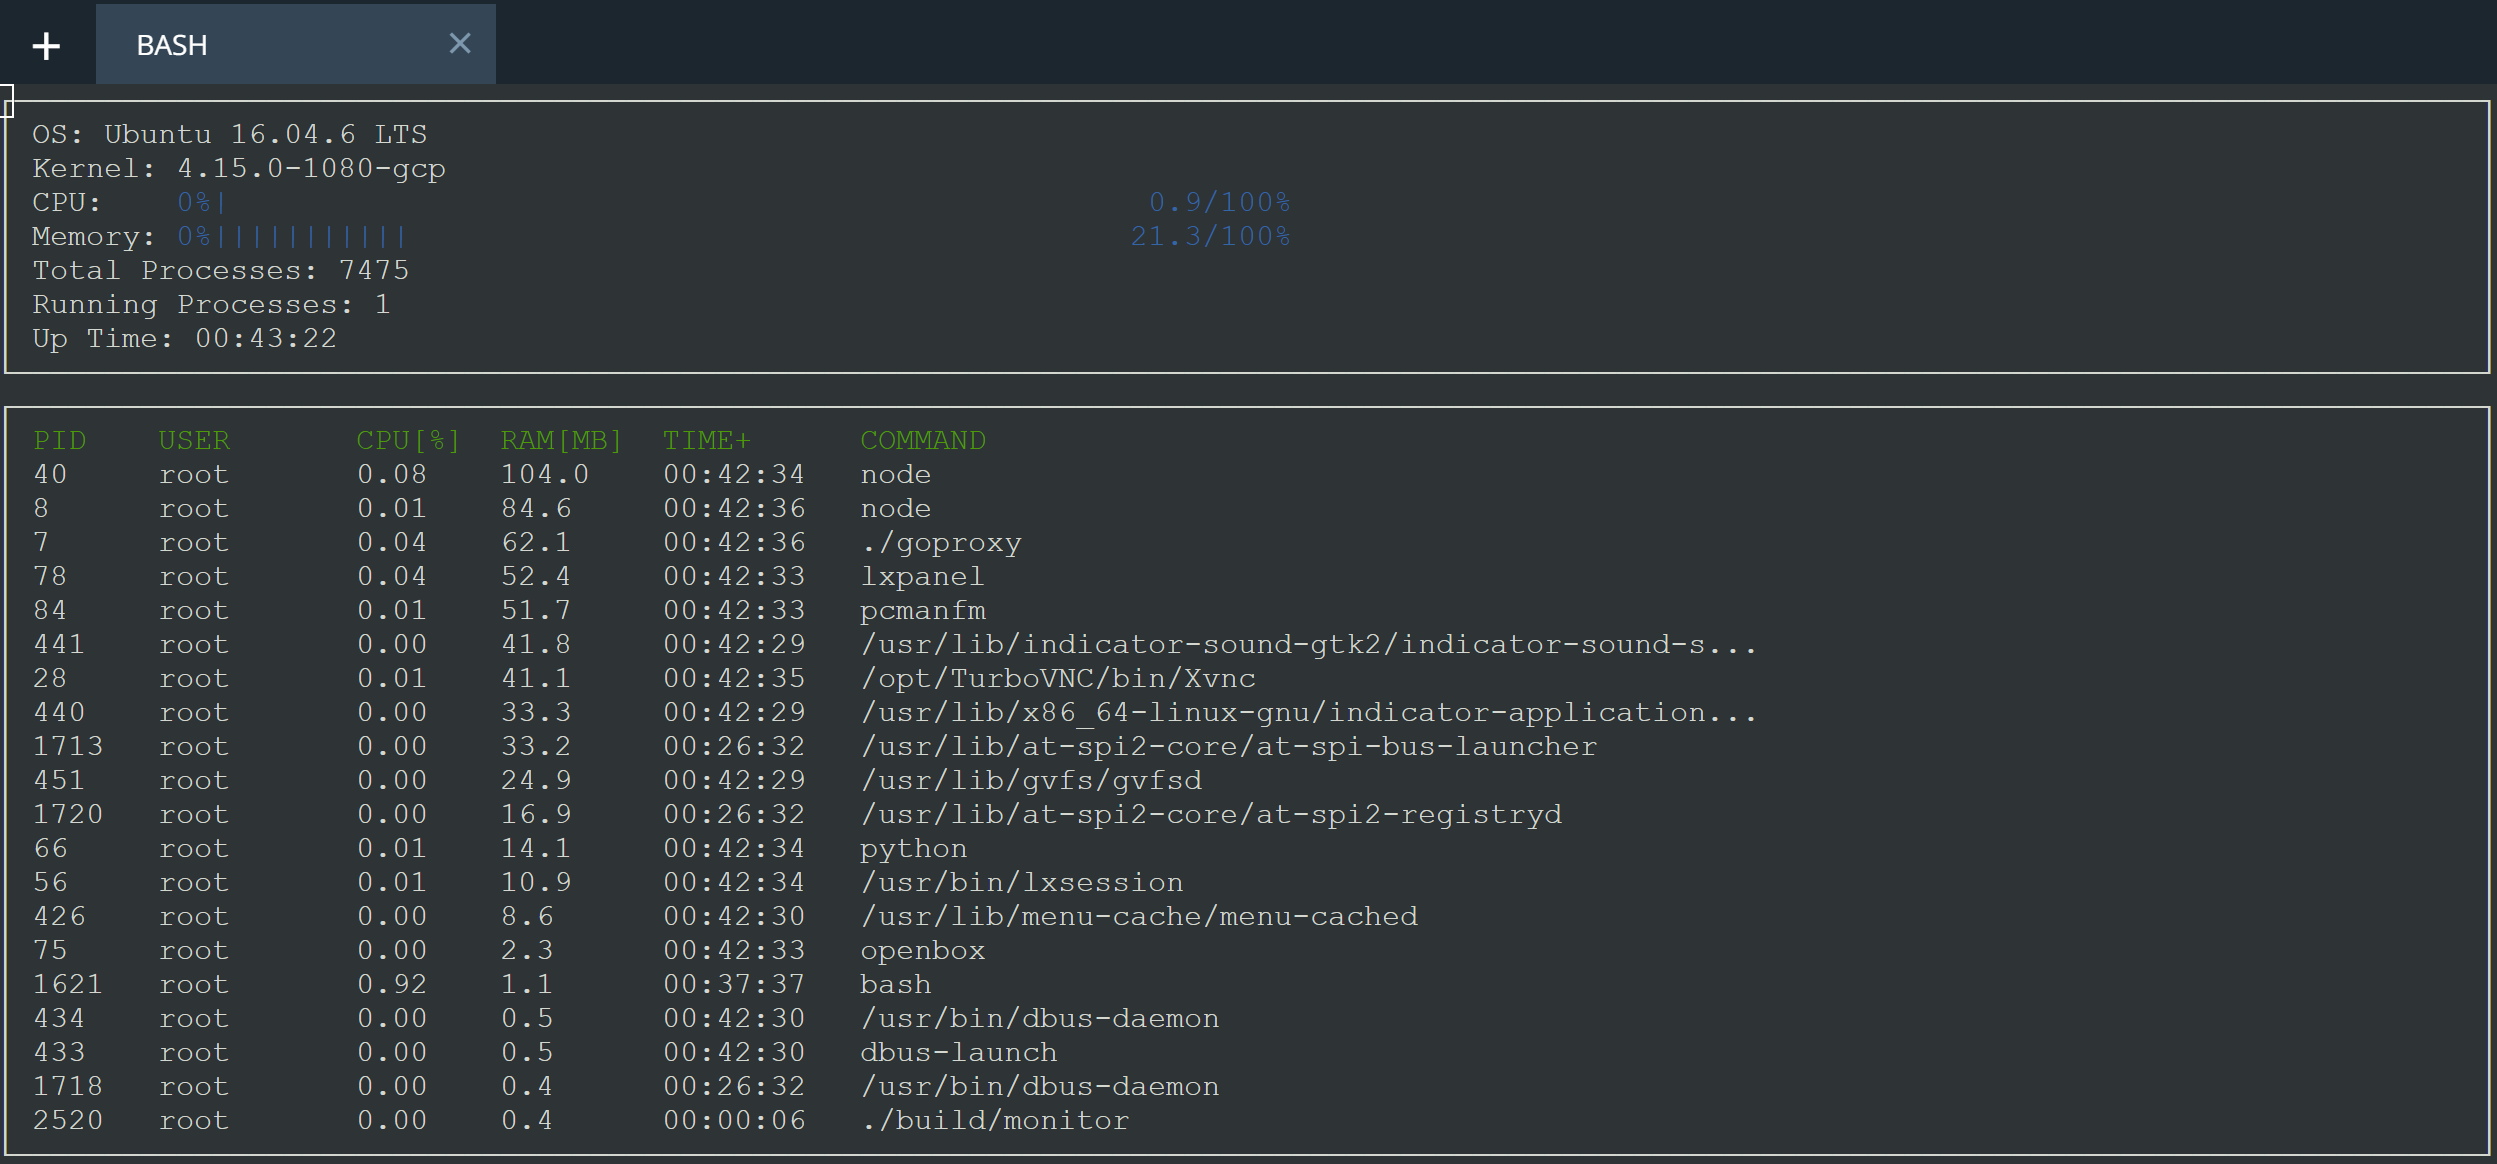 + BASH ×
OS: Ubuntu 16.04.6 LTS
Kernel: 4.15.0-1080-gcp
CPU: 0%| 0.9/100%
Memory: 0%||||||||||| 21.3/100%
Total Processes: 7475
Running Processes: 1
Up Time: 00:43:22
PID USER CPU[%] RAM[MB] TIME+ COMMAND
40 root 0.08 104.0 00:42:34 node
8 root 0.01 84.6 00:42:36 node
7 root 0.04 62.1 00:42:36 ./goproxy
78 root 0.04 52.4 00:42:33 lxpanel
84 root 0.01 51.7 00:42:33 pcmanfm
441 root 0.00 41.8 00:42:29 /usr/lib/indicator-sound-gtk2/indicator-sound-s...
28 root 0.01 41.1 00:42:35 /opt/TurboVNC/bin/Xvnc
440 root 0.00 33.3 00:42:29 /usr/lib/x86_64-linux-gnu/indicator-application...
1713 root 0.00 33.2 00:26:32 /usr/lib/at-spi2-core/at-spi-bus-launcher
451 root 0.00 24.9 00:42:29 /usr/lib/gvfs/gvfsd
1720 root 0.00 16.9 00:26:32 /usr/lib/at-spi2-core/at-spi2-registryd
66 root 0.01 14.1 00:42:34 python
56 root 0.01 10.9 00:42:34 /usr/bin/lxsession
426 root 0.00 8.6 00:42:30 /usr/lib/menu-cache/menu-cached
75 root 0.00 2.3 00:42:33 openbox
1621 root 0.92 1.1 00:37:37 bash
434 root 0.00 0.5 00:42:30 /usr/bin/dbus-daemon
433 root 0.00 0.5 00:42:30 dbus-launch
1718 root 0.00 0.4 00:26:32 /usr/bin/dbus-daemon
2520 root 0.00 0.4 00:00:06 ./build/monitor